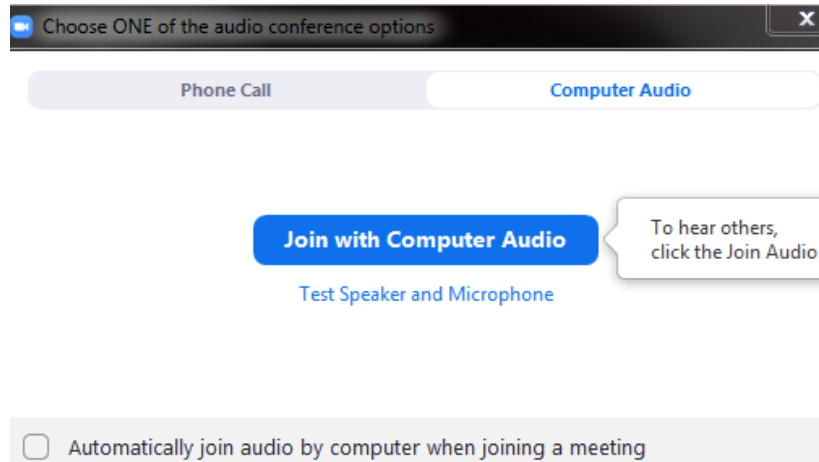 Choose ONE of the audio conference options
Phone Call
Computer Audio
Join with Computer Audio
To hear others,
click the Join Audio
Test Speaker and Microphone
Automatically join audio by computer when joining a meeting